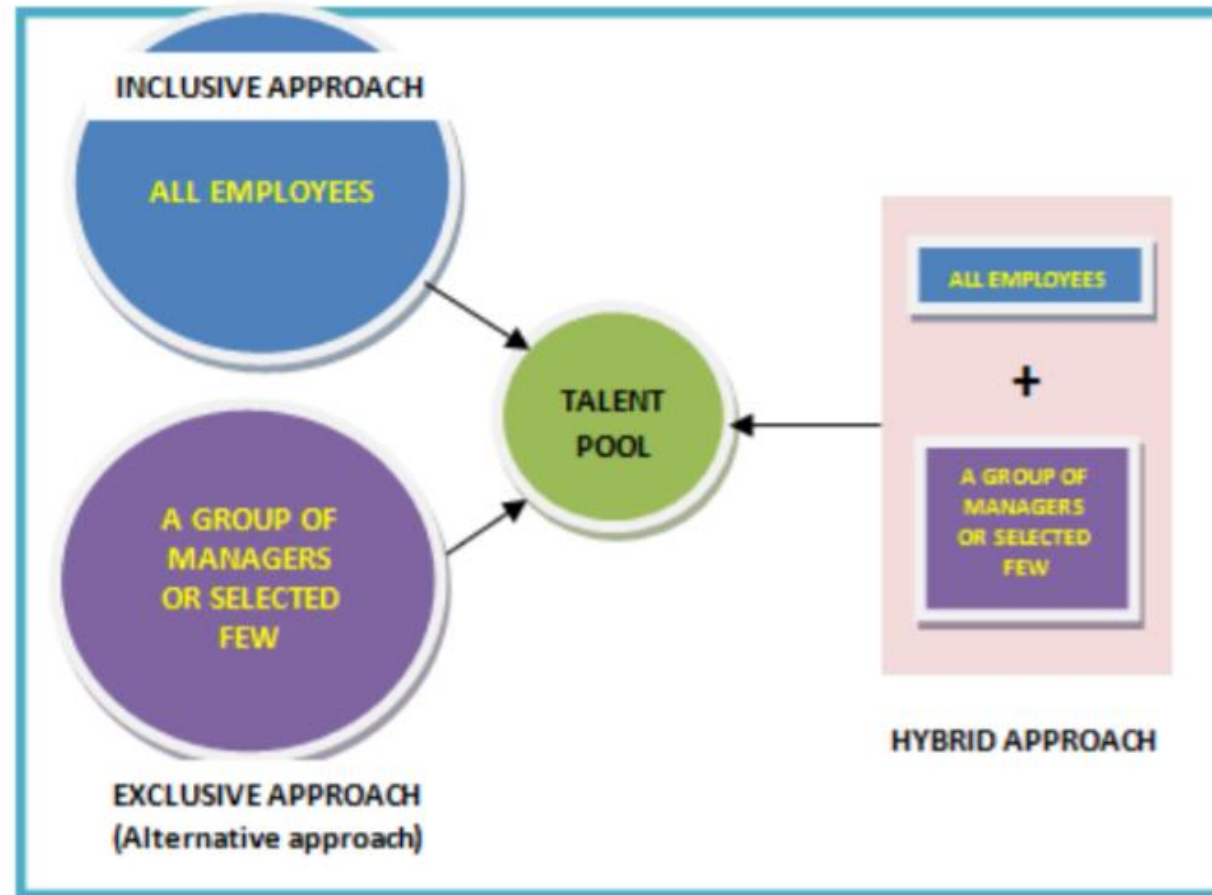 INCLUSIVE APPROACH
ALL EMPLOYEES
A GROUP OF
MANAGERS
OR SELECTED
FEW
EXCLUSIVE APPROACH
(Alternative approach)
TALENT
POOL
ALL EMPLOYEES
+
A GROUP OF
MANAGERS
OR SELECTED
FEW
HYBRID APPROACH